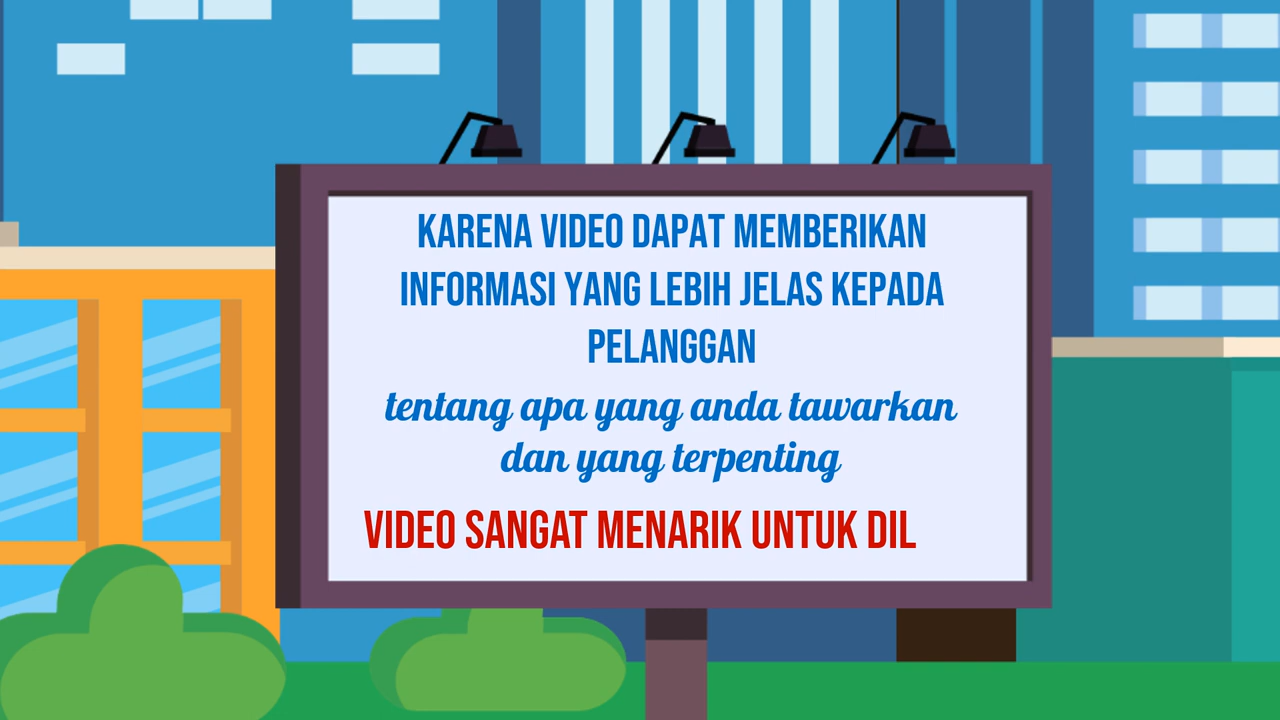 KARENA VIDEO DAPAT MEMBERIKAN
INFORMASI YANG LEBIH JELAS KEPADA
PELANGGAN
tentang apa yang anda tawarkan
dan yang terpenting
VIDEO SANGAT MENARIK UNTUK DIL